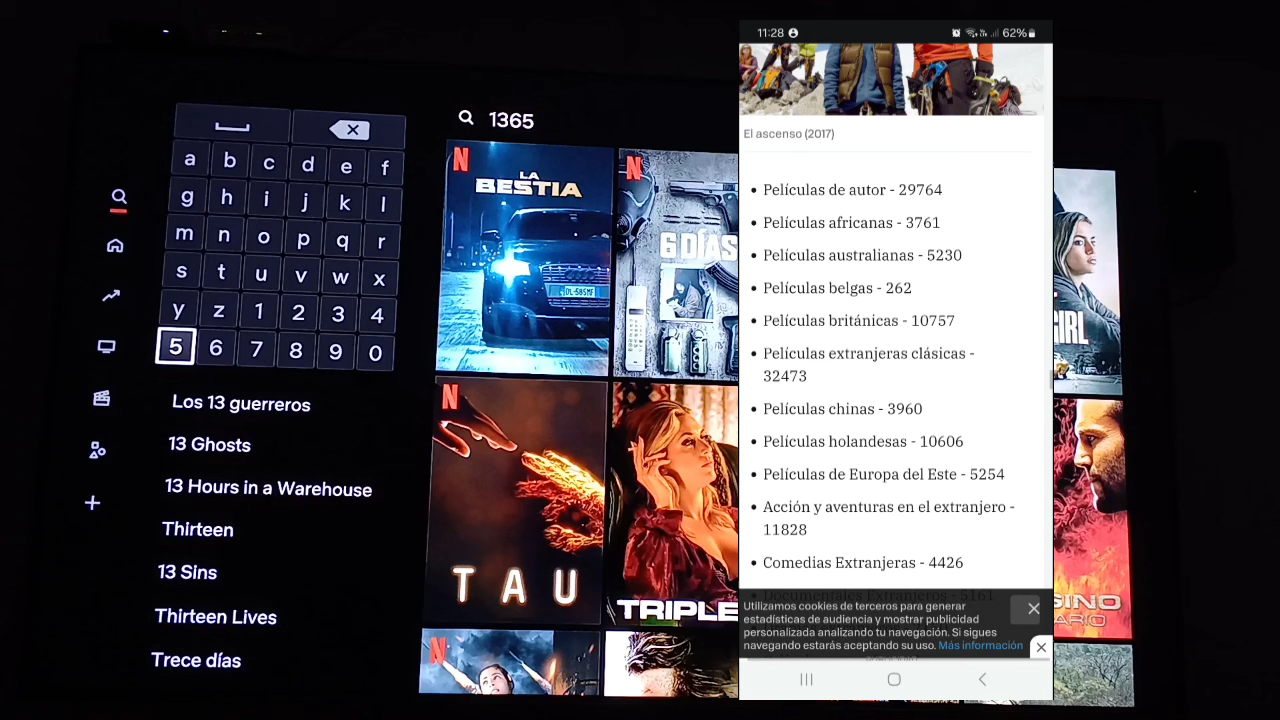 1365
a b c d e f
g h i j k l
m n o p q r
s t u v w x
y z 1 2 3 4
5 6 7 8 9 0
Los 13 guerreros
13 Ghosts
13 Hours in a Warehouse
Thirteen
13 Sins
Thirteen Lives
Trece días
N
LA
BESTIA
N
6 DÍAS
GIRL
N
TAU
TRIPLE
SINO
ARIO
N
11:28
62%
El ascenso (2017)
• Películas de autor - 29764
• Películas africanas - 3761
• Películas australianas - 5230
• Películas belgas - 262
• Películas británicas - 10757
• Películas extranjeras clásicas -
32473
• Películas chinas - 3960
• Películas holandesas - 10606
• Películas de Europa del Este - 5254
• Acción y aventuras en el extranjero -
11828
• Comedias Extranjeras - 4426
• Documentales Extranjeros - 5161
Utilizamos cookies de terceros para generar
estadísticas de audiencia y mostrar publicidad
personalizada analizando tu navegación. Si sigues
navegando estarás aceptando su uso. Más información